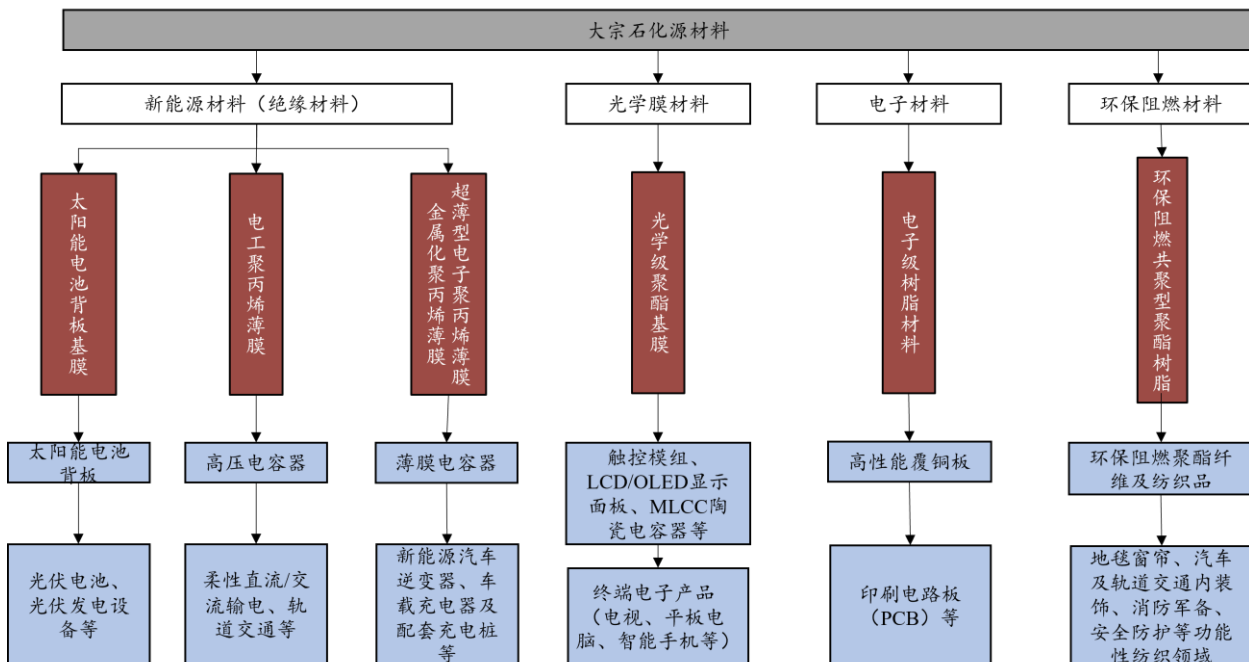 大宗石化源材料
新能源材料（绝缘材料）
光学膜材料
电子材料
环保阻燃材料
太阳能电池背板基膜
电工聚丙烯薄膜
超薄型电子聚丙烯薄膜
金属化聚丙烯薄膜
光学级聚酯基膜
电子级树脂材料
环保阻燃共聚型聚酯树脂
太阳能电池
背板
高压电容器
薄膜电容器
触控模组、
LCD/OLED显示
面板、MLCC陶
瓷电容器等
高性能覆铜板
环保阻燃聚酯纤
维及纺织品
光伏电池、
光伏发电设
备等
柔性直流/交
流输电、轨
道交通等
新能源汽车
逆变器、车
载充电器及
配套充电桩
等
终端电子产品
（电视、平板电
脑、智能手机等）
印刷电路板
（PCB）等
地毯窗帘、汽车
及轨道交通内装
饰、消防军备、
安全防护等功能
性纺织领域